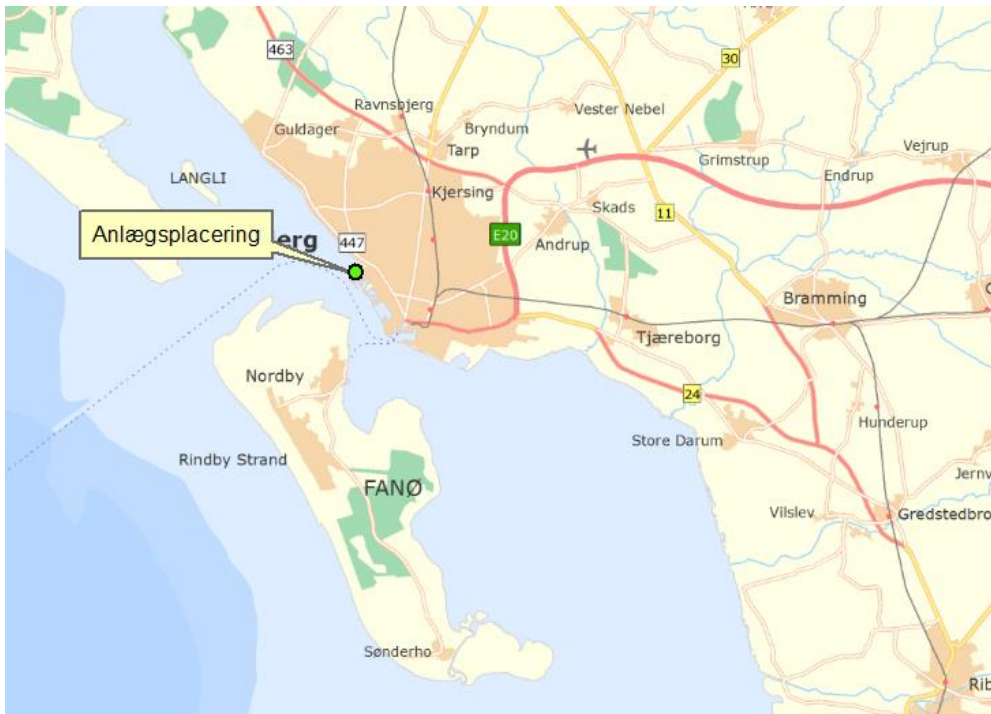 463
30
Ravnsbjerg
Vester Nebel
Guldager
Bryndum
Tarp
Grimstrup
Vejrup
Endrup
LANGLI
Kjersing
Skads
11
Anlægsplacering
erg
447
E20
Andrup
Bramming
Tjæreborg
Nordby
24
Hunderup
Store Darum
Rindby Strand
FANØ
Jernv
Vilslev
Gredstedbro
Sønderho
Rib